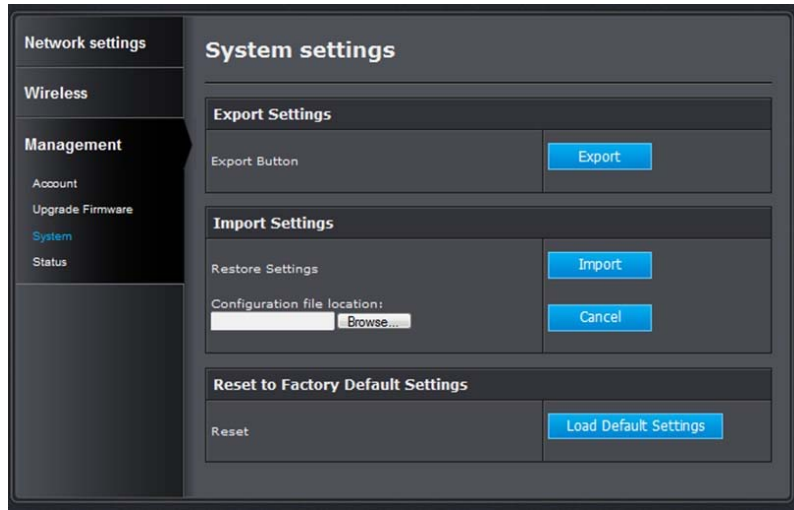 Network settings
Wireless
Management
Account
Upgrade Firmware
System
Status
System settings
Export Settings
Export Button
Export
Import Settings
Restore Settings
Import
Configuration file location:
Browse...
Cancel
Reset to Factory Default Settings
Reset
Load Default Settings